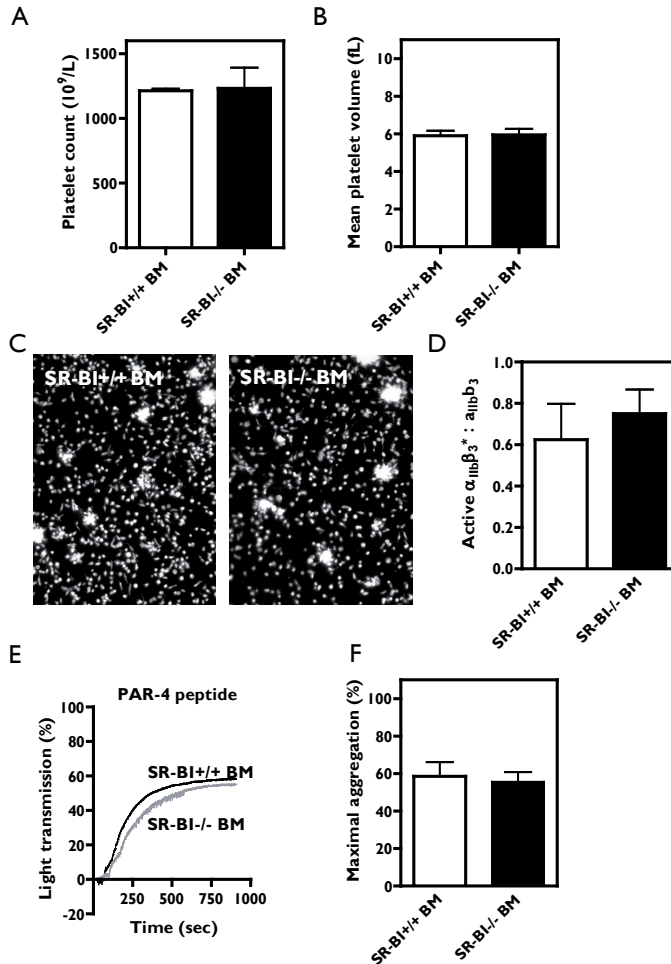 A
Platelet count (10⁹/L)
1500
1000
500
0
SR-BI+/+ BM
SR-BI-/- BM
B
Mean platelet volume (fL)
10
8
6
4
2
0
SR-BI+/+ BM
SR-BI-/- BM
C
SR-BI+/+ BM
SR-BI-/- BM
D
Active αIIbβ3* : aIIbb3
1.0
0.8
0.6
0.4
0.2
0.0
SR-BI+/+ BM
SR-BI-/- BM
E
PAR-4 peptide
Light transmission (%)
100
80
60
40
20
0
-20
SR-BI+/+ BM
SR-BI-/- BM
250
500
750
1000
Time (sec)
F
Maximal aggregation (%)
100
80
60
40
20
0
SR-BI+/+ BM
SR-BI-/- BM